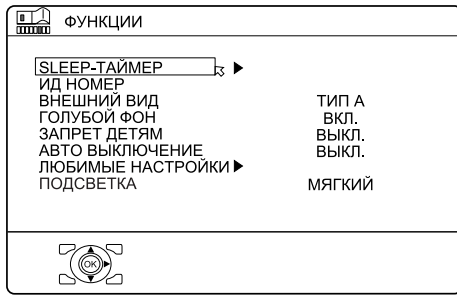 ФУНКЦИИ
SLEEP-ТАЙМЕР
ИД НОМЕР
ВНЕШНИЙ ВИД ТИП А
ГОЛУБОЙ ФОН ВКЛ.
ЗАПРЕТ ДЕТЯМ ВЫКЛ.
АВТО ВЫКЛЮЧЕНИЕ ВЫКЛ.
ЛЮБИМЫЕ НАСТРОЙКИ
ПОДСВЕТКА МЯГКИЙ
OK